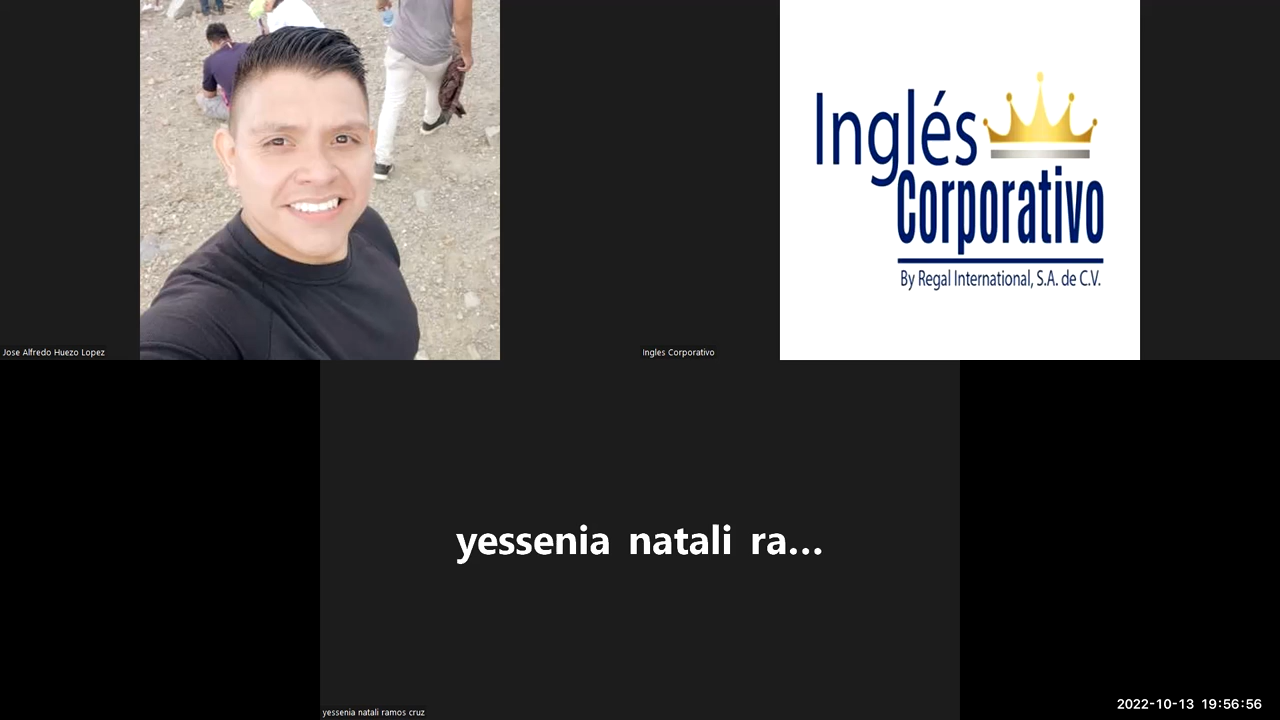 Inglés
Corporativo
By Regal International, S.A. de C.V.
Jose Alfredo Huezo Lopez
Ingles Corporativo
yessenia natali ra...
yessenia natali ramos cruz
2022-10-13 19:56:56